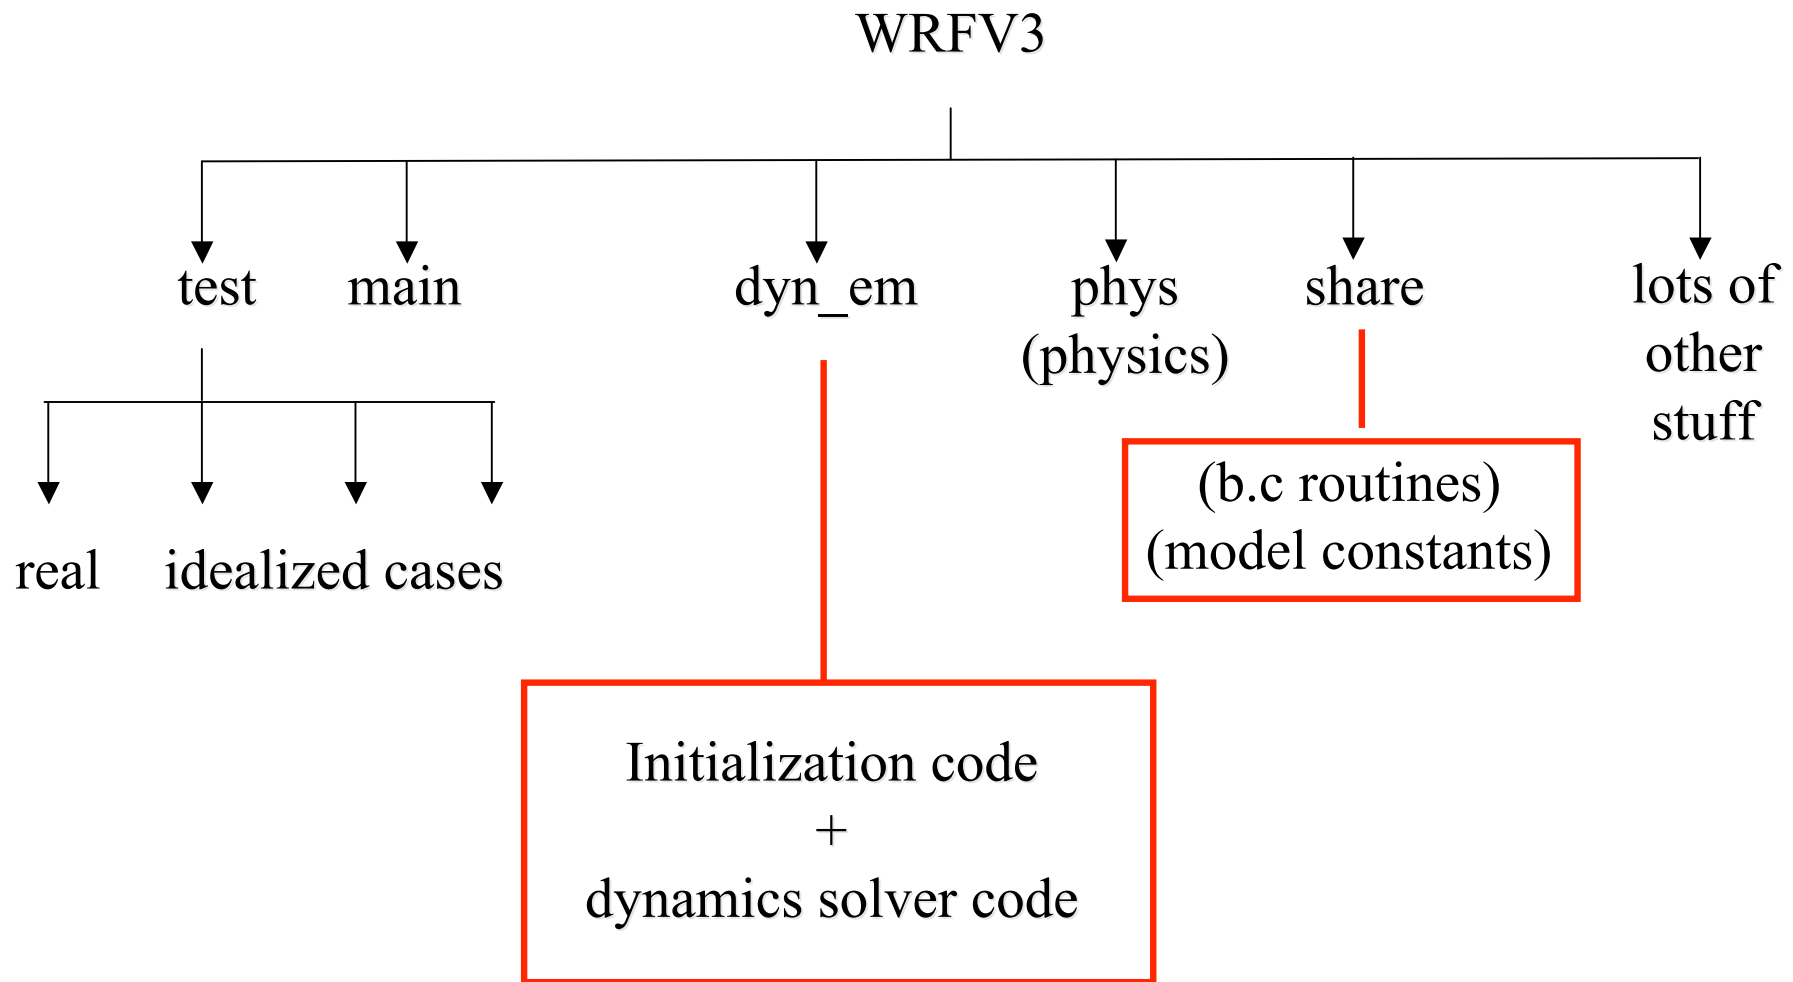 WRFV3
test
main
dyn_em
phys
(physics)
share
lots of
other
stuff
(b.c routines)
(model constants)
real
idealized cases
Initialization code
+
dynamics solver code